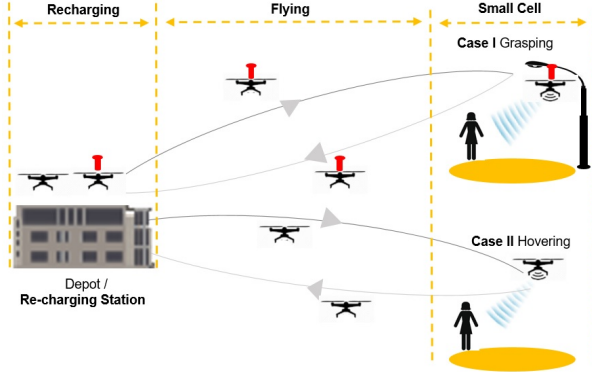 Recharging
Flying
Small Cell
Case I Grasping
Case II Hovering
Depot /
Re-charging Station